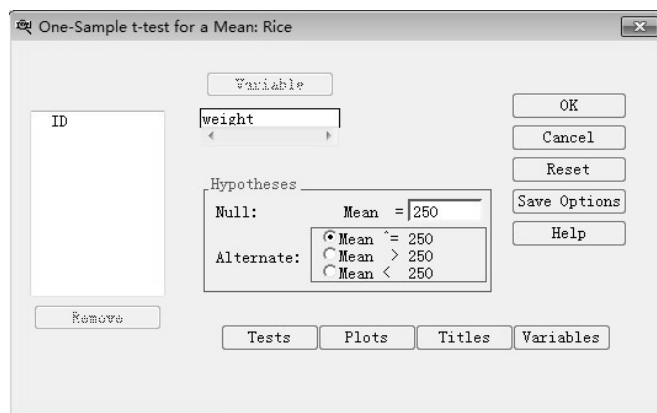 One-Sample t-test for a Mean: Rice
Variable
ID
weight
OK
Cancel
Reset
Save Options
Help
Hypotheses
Null: Mean = 250
Alternate:
Mean ^= 250
Mean > 250
Mean < 250
Remove
Tests Plots Titles Variables